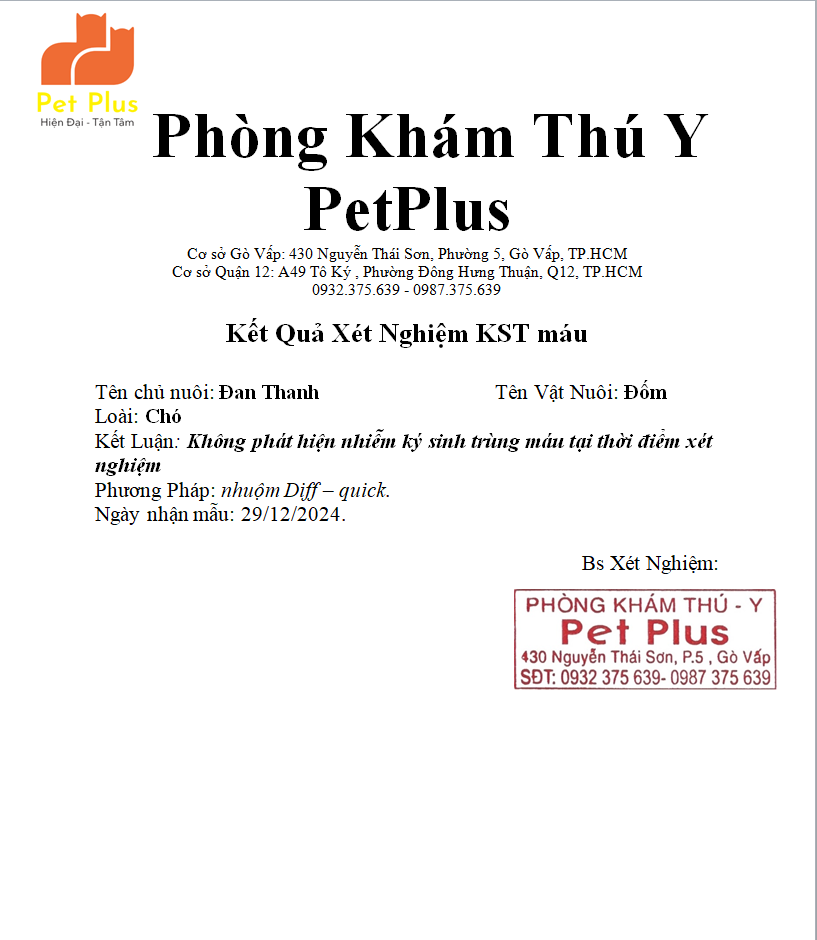 Pet Plus
Hiện Đại - Tận Tâm
Phòng Khám Thú Y
PetPlus
Cơ sở Gò Vấp: 430 Nguyễn Thái Sơn, Phường 5, Gò Vấp, TP.HCM
Cơ sở Quận 12: A49 Tô Ký , Phường Đông Hưng Thuận, Q12, TP.HCM
0932.375.639 - 0987.375.639
Kết Quả Xét Nghiệm KST máu
Tên chủ nuôi: Đan Thanh Tên Vật Nuôi: Đốm
Loài: Chó
Kết Luận: Không phát hiện nhiễm ký sinh trùng máu tại thời điểm xét
nghiệm
Phương Pháp: nhuộm Diff – quick.
Ngày nhận mẫu: 29/12/2024.
Bs Xét Nghiệm:
PHÒNG KHÁM THÚ - Y
Pet Plus
430 Nguyễn Thái Sơn, P.5 , Gò Vấp
SĐT: 0932 375 639- 0987 375 639